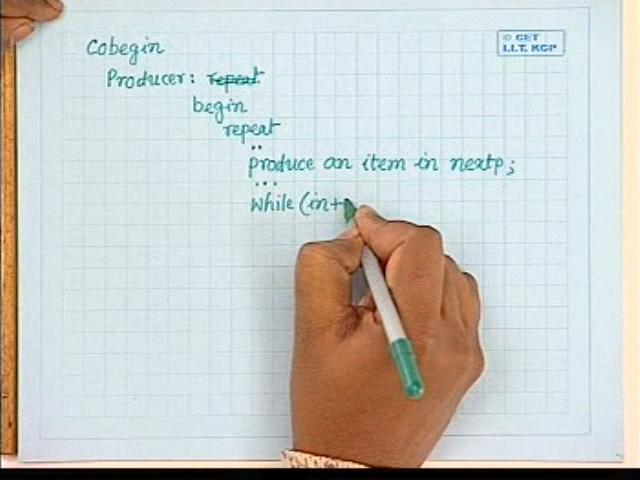 Cobegin
© CET
I.I.T. KGP
Producer: repeat
begin
repeat
..
produce an item in nextp;
...
while (in+